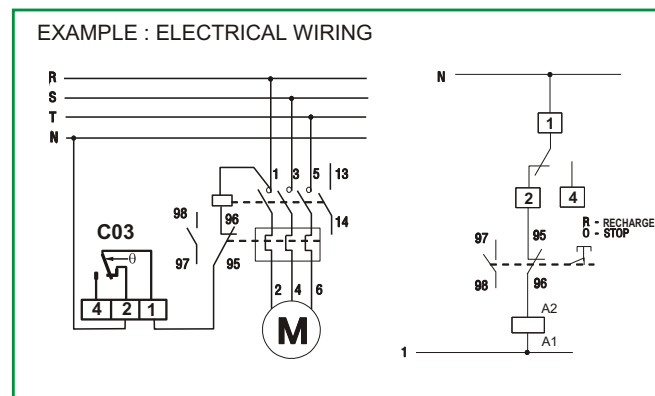 EXAMPLE : ELECTRICAL WIRING
R
S
T
N
1 3 5 13
14
98 96
97 95
C03
θ
4 2 1
2 4 6
M
N
1
2 4
R - RECHARGE
O - STOP
97 95
98 96
A2
A1
1